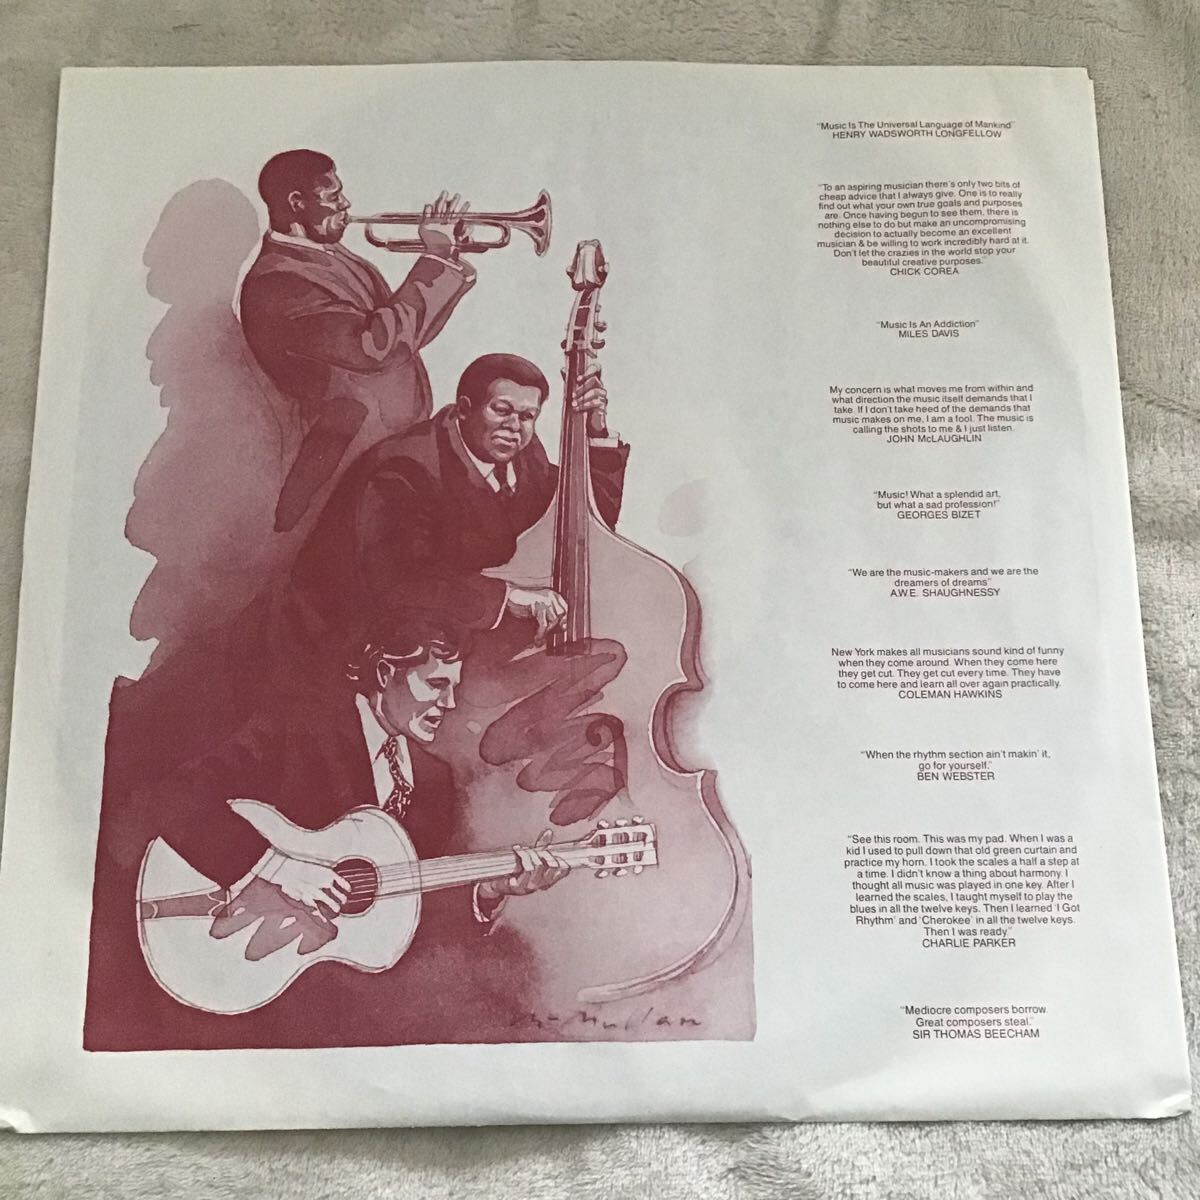 "Music Is The Universal Language of Mankind"
HENRY WADSWORTH LONGFELLOW
"To an aspiring musician there's only two bits of
cheap advice that I always give. One is to really
find out what your own true goals and purposes
are. Once having begun to see them, there is
nothing else to do but make an uncompromising
decision to actually become an excellent
musician & be willing to work incredibly hard at it.
Don't let the crazies in the world stop your
beautiful creative purposes."
CHICK COREA
"Music Is An Addiction"
MILES DAVIS
My concern is what moves me from within and
what direction the music itself demands that I
take. If I don't take heed of the demands that
music makes on me, I am a fool. The music is
calling the shots to me & I just listen.
JOHN McLAUGHLIN
"Music! What a splendid art,
but what a sad profession!"
GEORGES BIZET
"We are the music-makers and we are the
dreamers of dreams"
A.W.E. SHAUGHNESSY
New York makes all musicians sound kind of funny
when they come around. When they come here
they get cut. They get cut every time. They have
to come here and learn all over again practically.
COLEMAN HAWKINS
"When the rhythm section ain't makin' it,
go for yourself."
BEN WEBSTER
"See this room. This was my pad. When I was a
kid I used to pull down that old green curtain and
practice my horn. I took the scales a half a step at
a time. I didn't know a thing about harmony. I
thought all music was played in one key. After I
learned the scales, I taught myself to play the
blues in all the twelve keys. Then I learned 'I Got
Rhythm' and 'Cherokee' in all the twelve keys.
Then I was ready."
CHARLIE PARKER
"Mediocre composers borrow.
Great composers steal."
SIR THOMAS BEECHAM